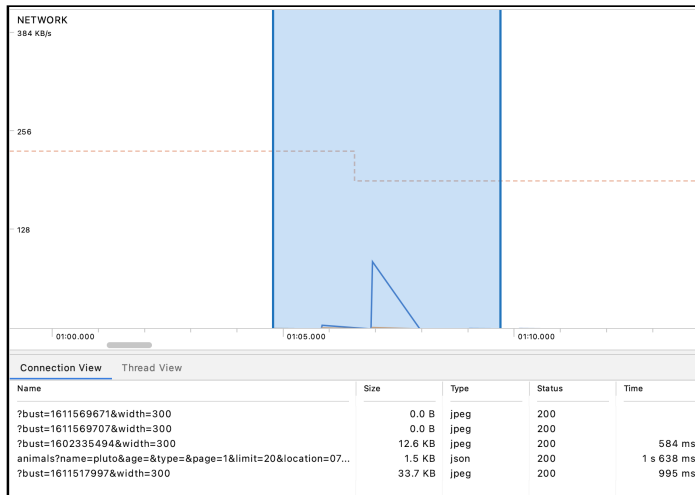 NETWORK
384 KB/s
256
128
01:00.000 01:05.000 01:10.000
Connection View Thread View
Name Size Type Status Time
?bust=1611569671&width=300 0.0 B jpeg 200
?bust=1611569707&width=300 0.0 B jpeg 200
?bust=1602335494&width=300 12.6 KB jpeg 200 584 ms
animals?name=pluto&age=&type=&page=1&limit=20&location=07... 1.5 KB json 200 1 s 638 ms
?bust=1611517997&width=300 33.7 KB jpeg 200 995 ms